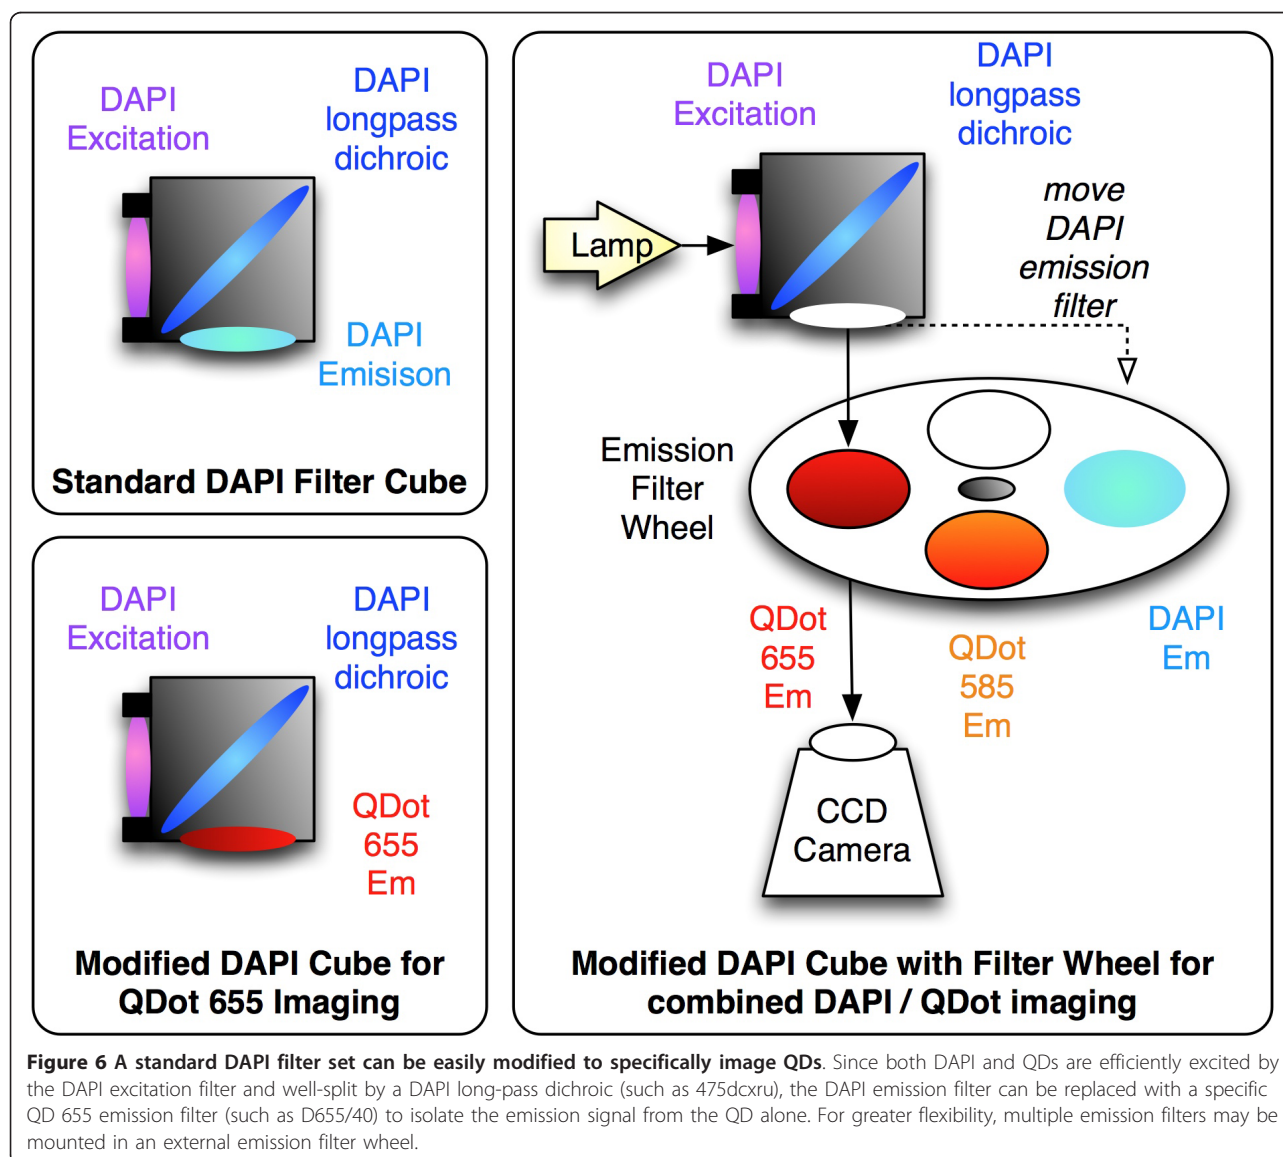 DAPI
Excitation
DAPI
longpass
dichroic
DAPI
Emisison
Standard DAPI Filter Cube
DAPI
Excitation
DAPI
longpass
dichroic
QDot
655
Em
Modified DAPI Cube for
QDot 655 Imaging
DAPI
Excitation
DAPI
longpass
dichroic
Lamp
move
DAPI
emission
filter
Emission
Filter
Wheel
QDot
655
Em
QDot
585
Em
DAPI
Em
CCD
Camera
Modified DAPI Cube with Filter Wheel for
combined DAPI / QDot imaging
Figure 6 A standard DAPI filter set can be easily modified to specifically image QDs. Since both DAPI and QDs are efficiently excited by
the DAPI excitation filter and well-split by a DAPI long-pass dichroic (such as 475dcxru), the DAPI emission filter can be replaced with a specific
QD 655 emission filter (such as D655/40) to isolate the emission signal from the QD alone. For greater flexibility, multiple emission filters may be
mounted in an external emission filter wheel.